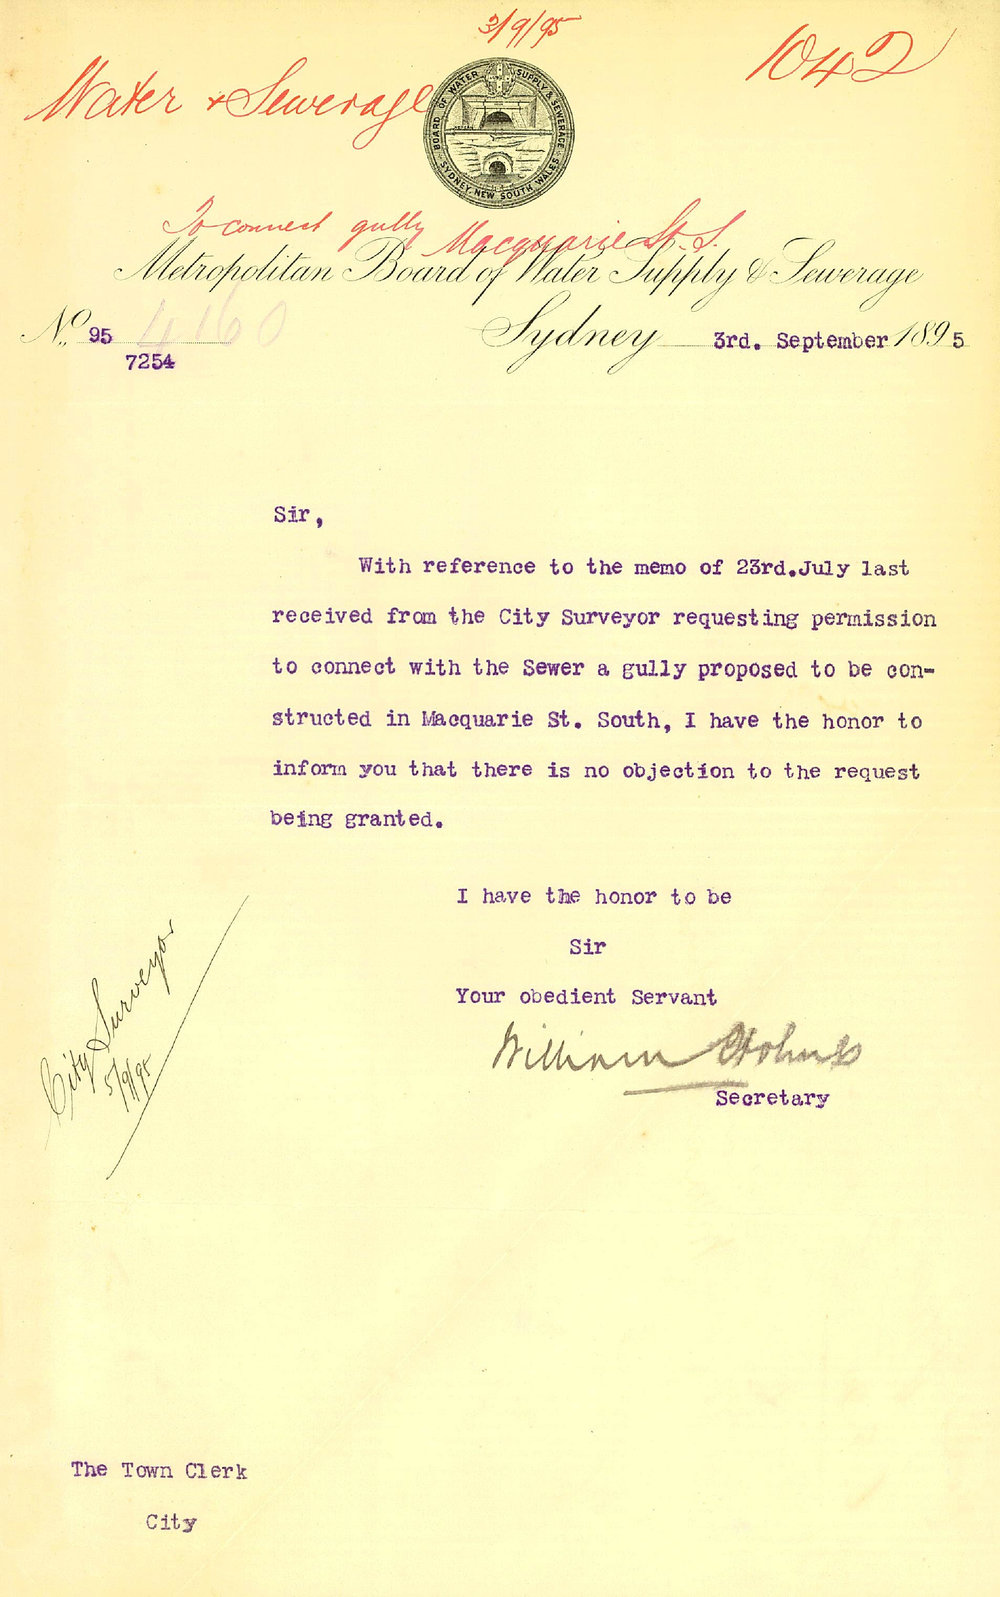 3/9/95
1042
Water & Sewerage
BOARD OF WATER SUPPLY & SEWERAGE
SYDNEY, NEW SOUTH WALES
To connect gully Macquarie St. S.
Metropolitan Board of Water Supply & Sewerage
No. 95 4160
7254
Sydney 3rd. September 1895
Sir,
With reference to the memo of 23rd.July last
received from the City Surveyor requesting permission
to connect with the Sewer a gully proposed to be con-
structed in Macquarie St. South, I have the honor to
inform you that there is no objection to the request
being granted.
I have the honor to be
Sir
Your obedient Servant
William Holmes
Secretary
City Surveyor
5/9/95
The Town Clerk
City